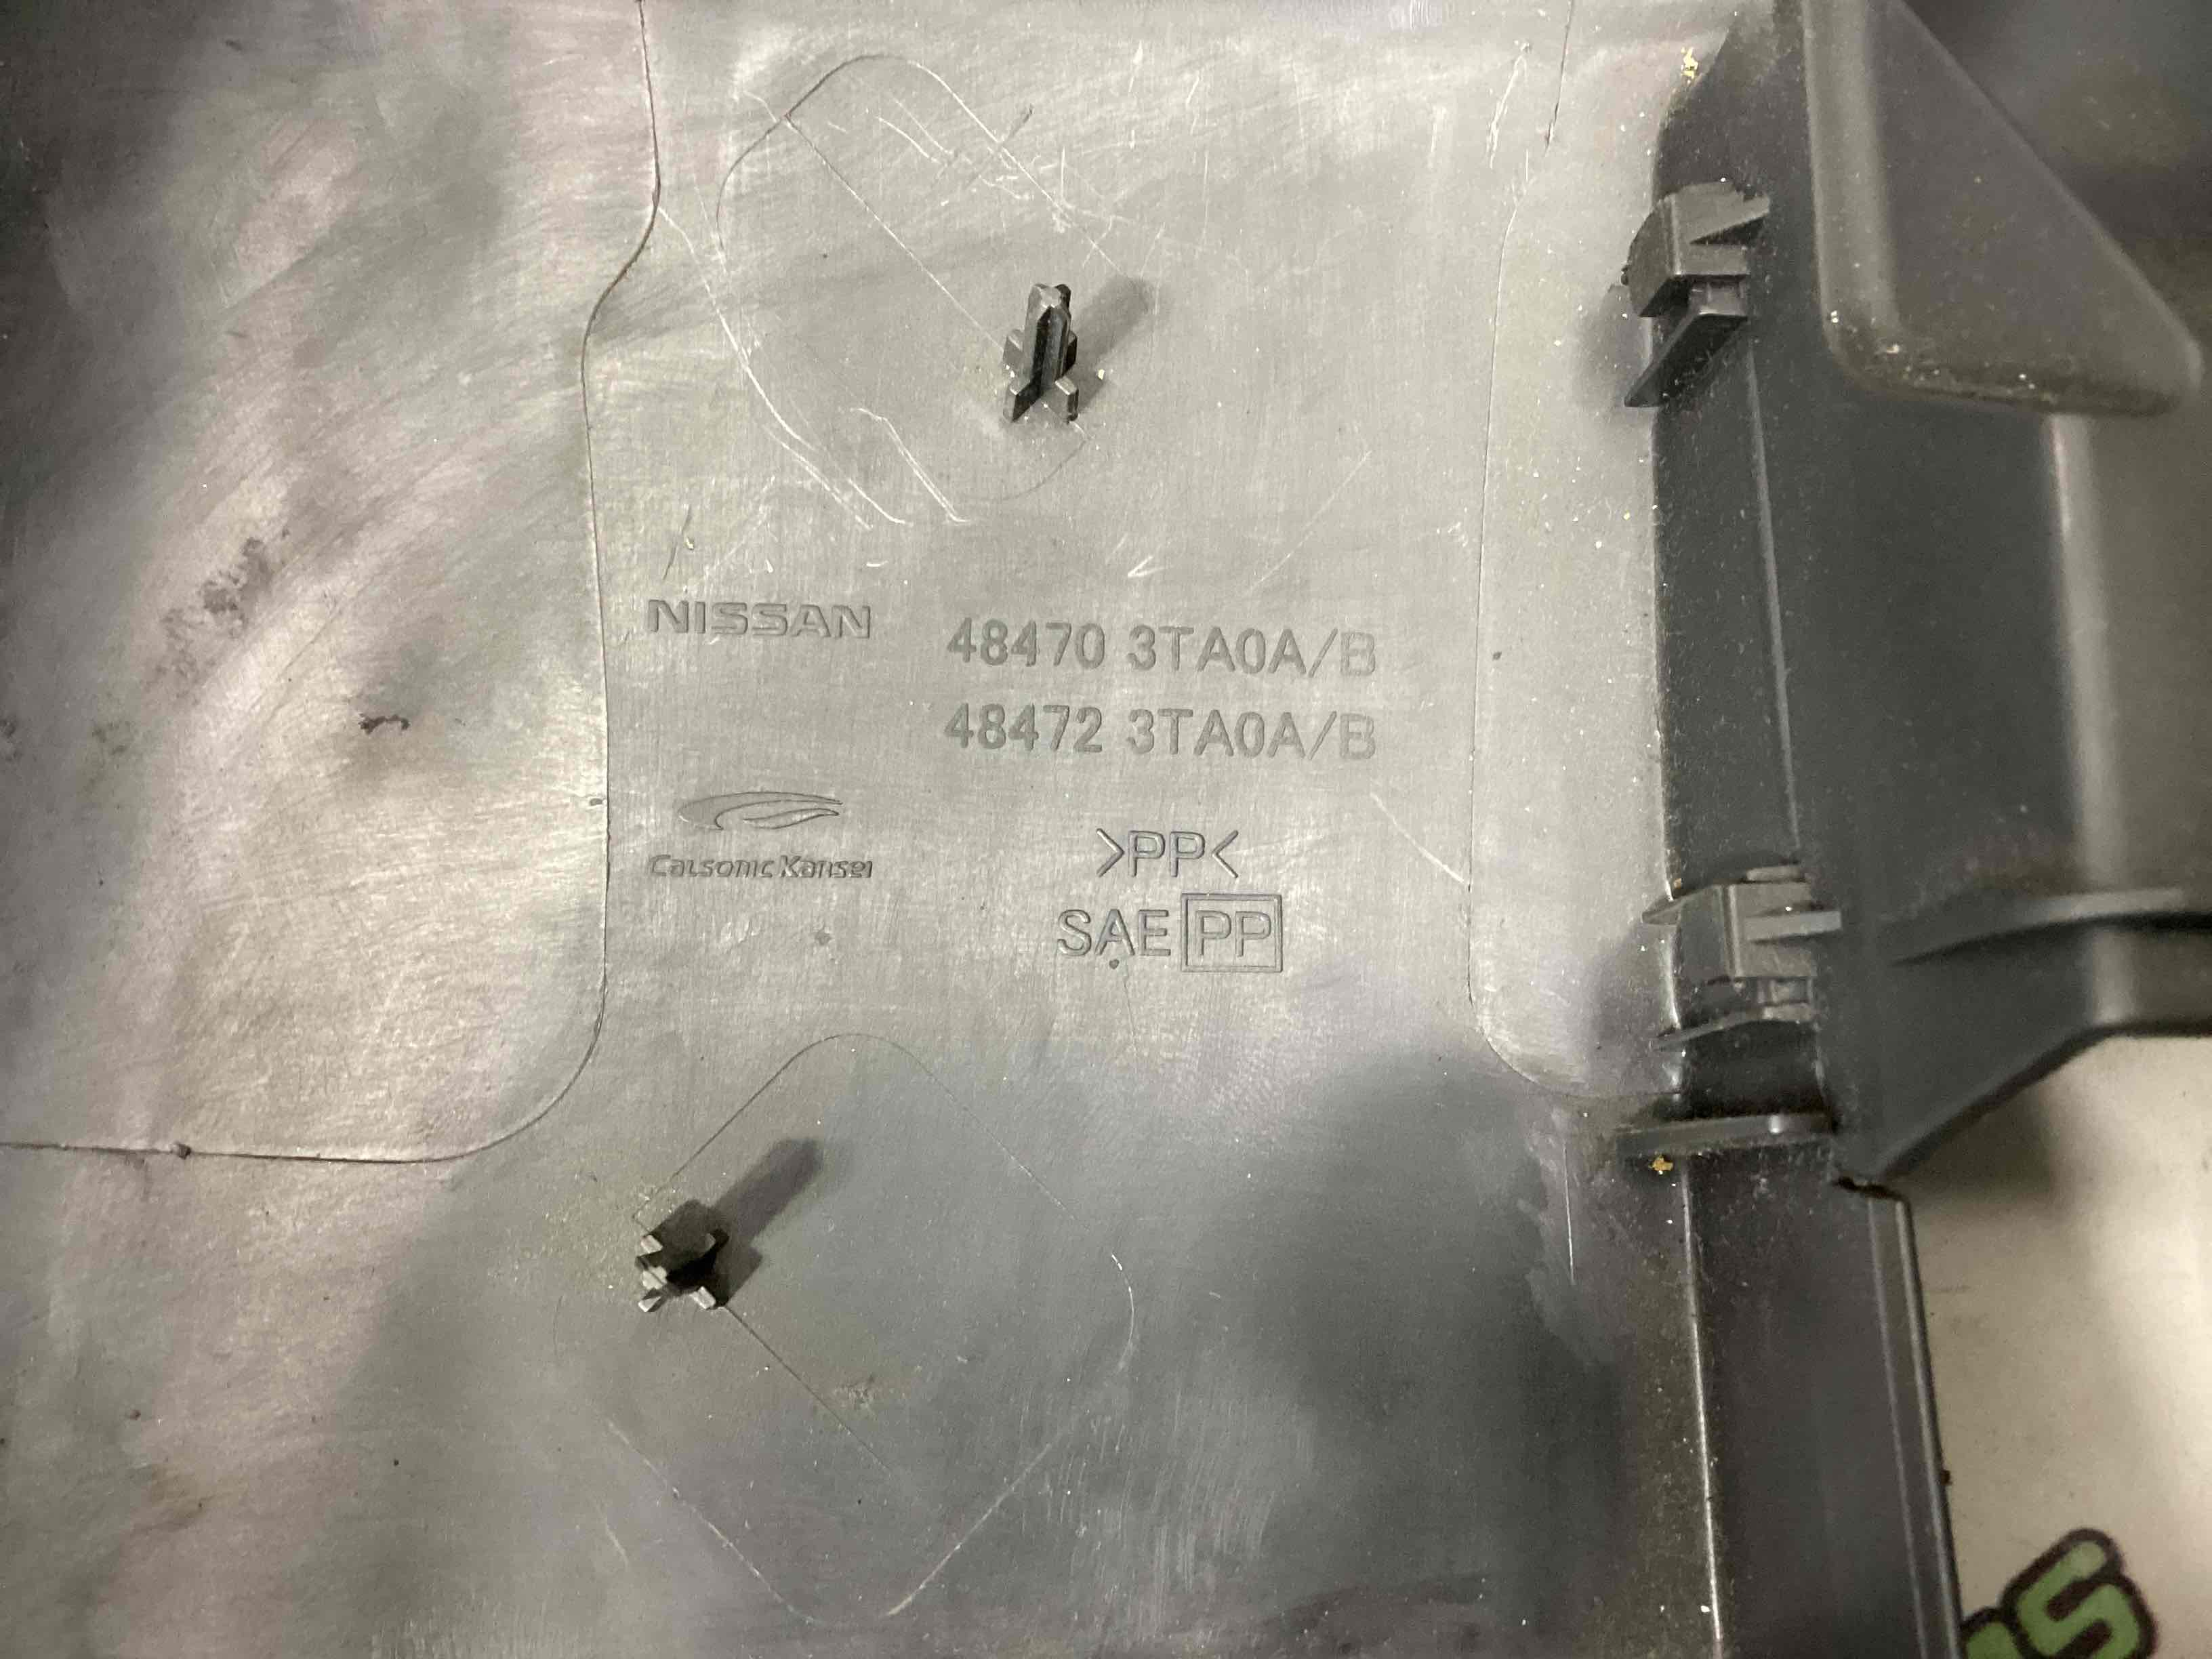 NISSAN
48470 3TA0A/B
48472 3TA0A/B
Calsonic Kansei
>PP<
SAE PP